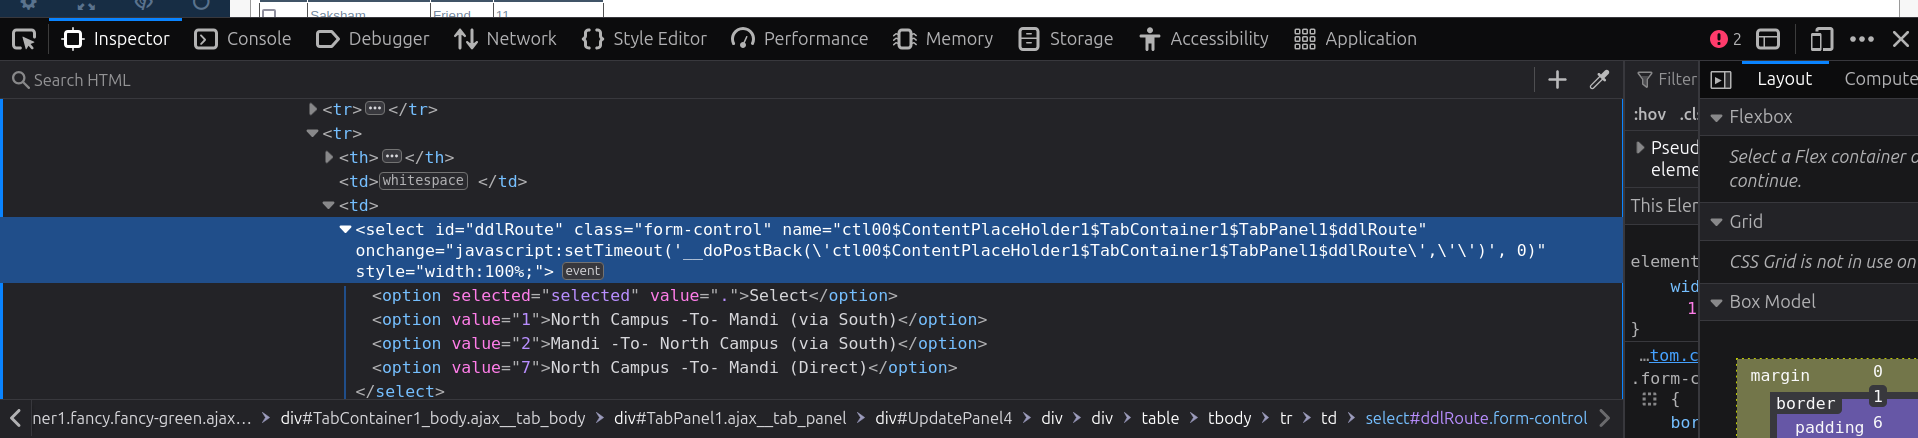 Saksham Friend 11
Inspector Console Debugger Network Style Editor Performance Memory Storage Accessibility Application 2
Search HTML
Filter
Layout Compute
<tr> ••• </tr>
:hov .cls
Flexbox
<tr>
<th> ••• </th>
Pseud
eleme
Select a Flex container o
continue.
<td> whitespace </td>
<td>
This Eler
Grid
<select id="ddlRoute" class="form-control" name="ctl00$ContentPlaceHolder1$TabContainer1$TabPanel1$ddlRoute"
onchange="javascript:setTimeout('__doPostBack(\'ctl00$ContentPlaceHolder1$TabContainer1$TabPanel1$ddlRoute\',\'\')', 0)"
style="width:100%;"> event
element
CSS Grid is not in use on
wid
1
}
<option selected="selected" value=".">Select</option>
Box Model
<option value="1">North Campus -To- Mandi (via South)</option>
<option value="2">Mandi -To- North Campus (via South)</option>
…tom.c
<option value="7">North Campus -To- Mandi (Direct)</option>
.form-c
{
margin 0
</select>
border 1
bor
padding 6
ner1.fancy.fancy-green.ajax… > div#TabContainer1_body.ajax__tab_body > div#TabPanel1.ajax__tab_panel > div#UpdatePanel4 > div > div > table > tbody > tr > td > select#ddlRoute.form-control